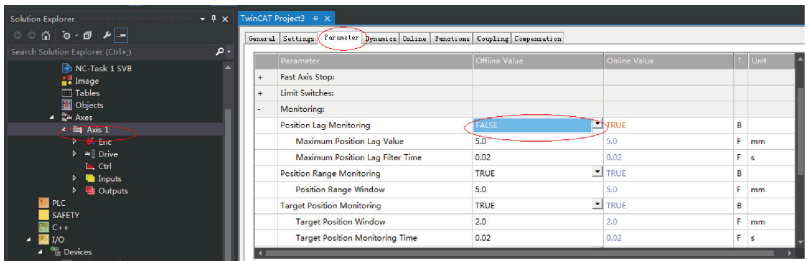 Solution Explorer
Search Solution Explorer (Ctrl+;)
NC-Task 1 SVB
Image
Tables
Objects
Axes
Axis 1
Enc
Drive
Ctrl
Inputs
Outputs
PLC
SAFETY
C++
I/O
Devices
TwinCAT Project3
General Settings Parameter Dynamics Online Functions Coupling Compensation
Parameter Offline Value Online Value T. Unit
+ Fast Axis Stop:
+ Limit Switches:
- Monitoring:
Position Lag Monitoring FALSE TRUE B
Maximum Position Lag Value 5.0 5.0 F mm
Maximum Position Lag Filter Time 0.02 0.02 F s
Position Range Monitoring TRUE TRUE B
Position Range Window 5.0 5.0 F mm
Target Position Monitoring TRUE TRUE B
Target Position Window 2.0 2.0 F mm
Target Position Monitoring Time 0.02 0.02 F s